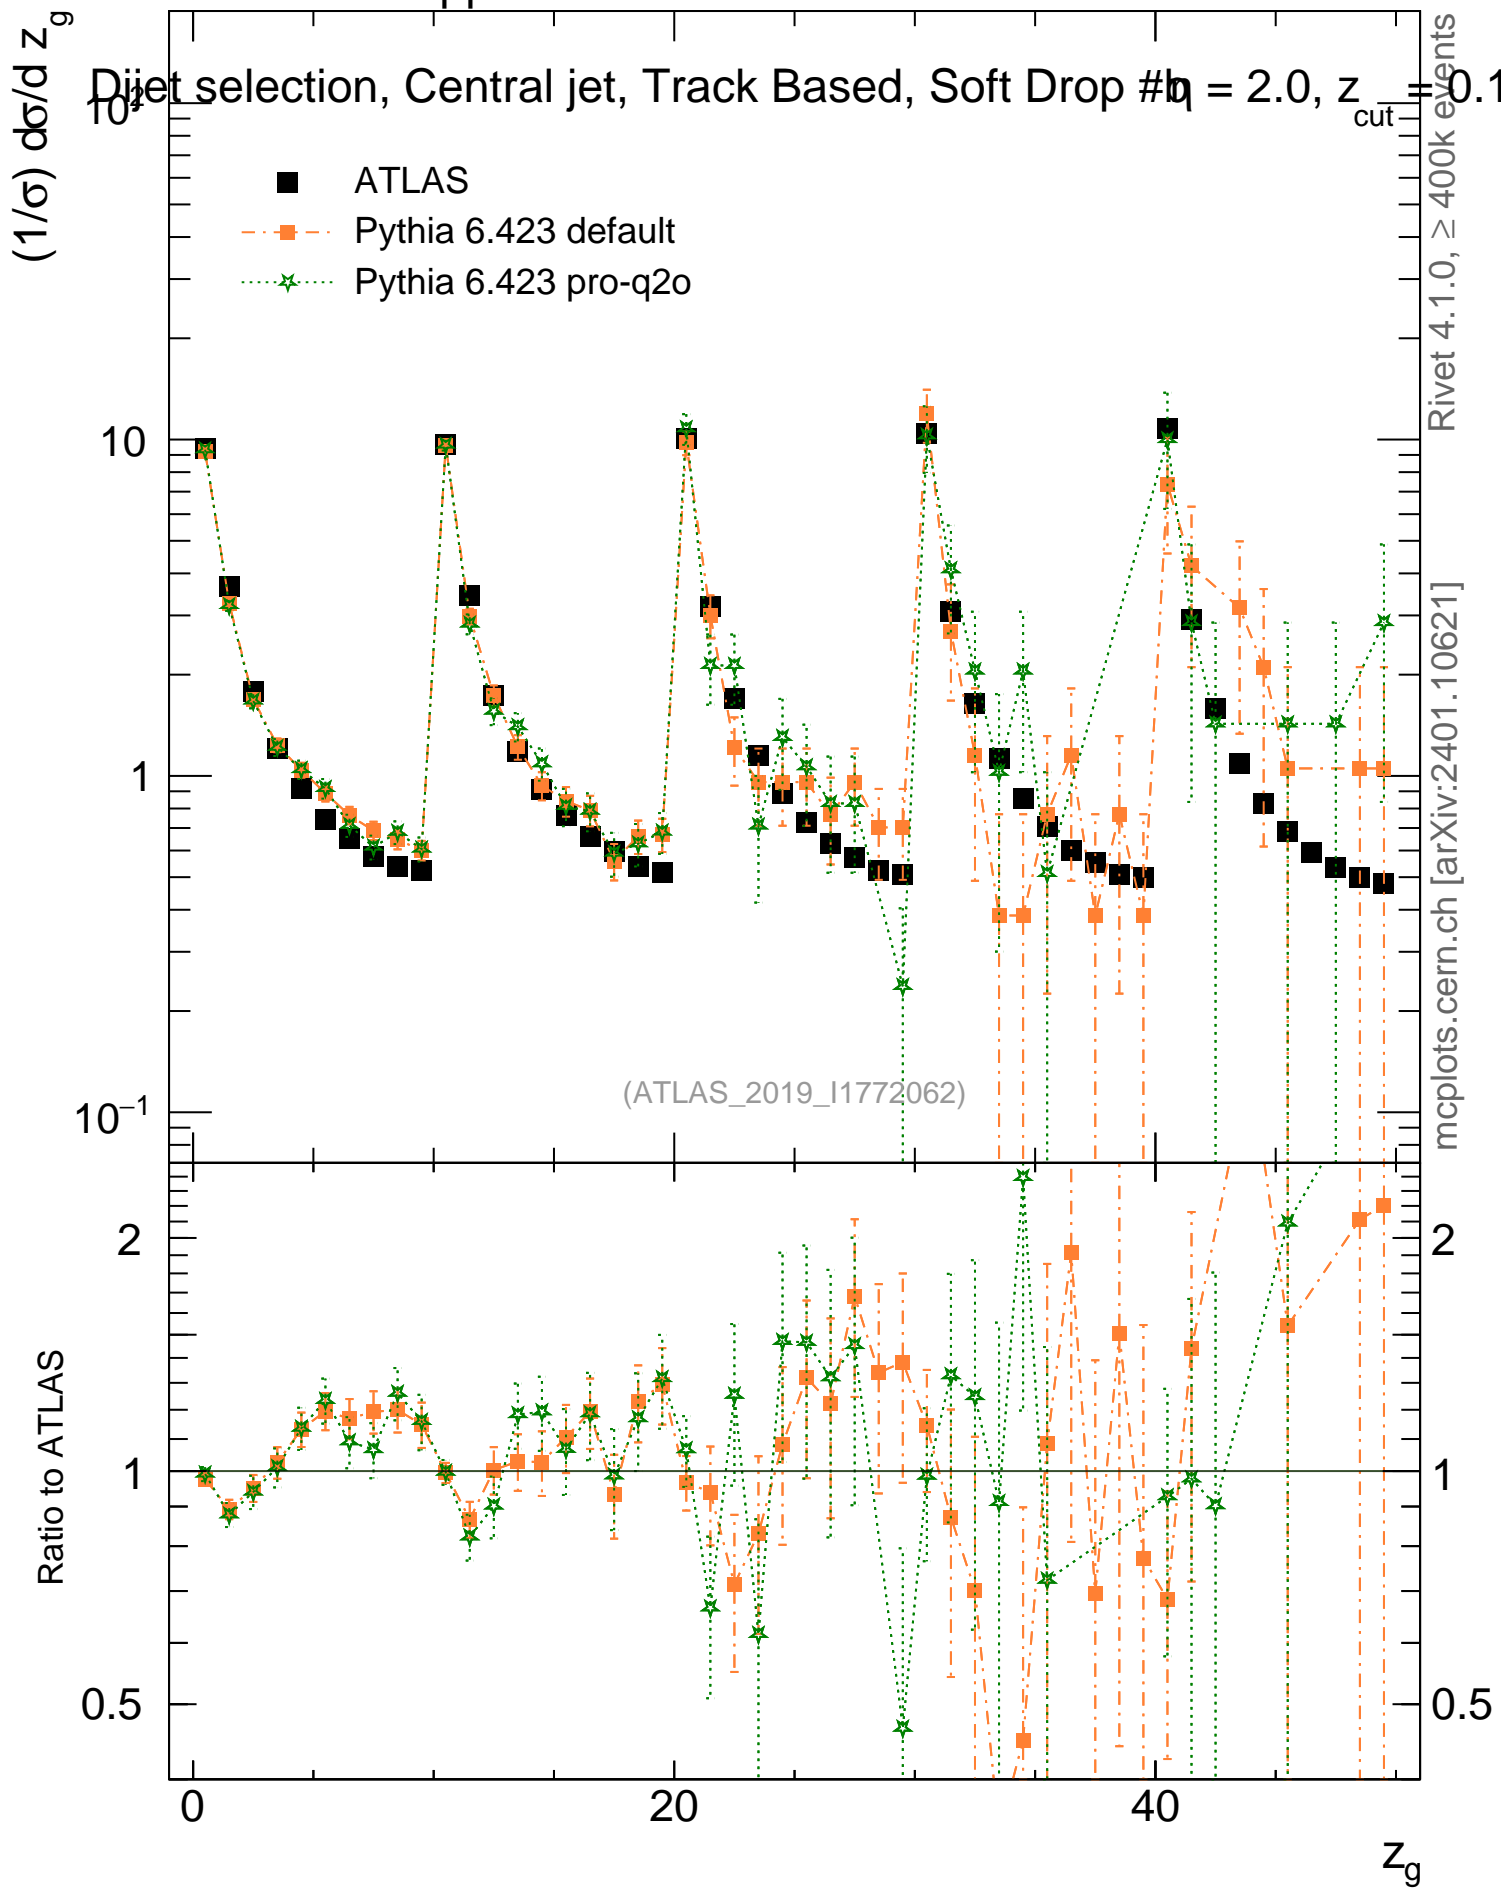 pp
Dijet selection, Central jet, Track Based, Soft Drop #b = 2.0, z cut = 0.1
(1/σ) dσ/d z_g
10²
10
1
10⁻¹
ATLAS
Pythia 6.423 default
Pythia 6.423 pro-q2o
(ATLAS_2019_I1772062)
Rivet 4.1.0, ≥ 400k events
mcplots.cern.ch [arXiv:2401.10621]
Ratio to ATLAS
2
1
0.5
2
1
0.5
0 20 40
z_g